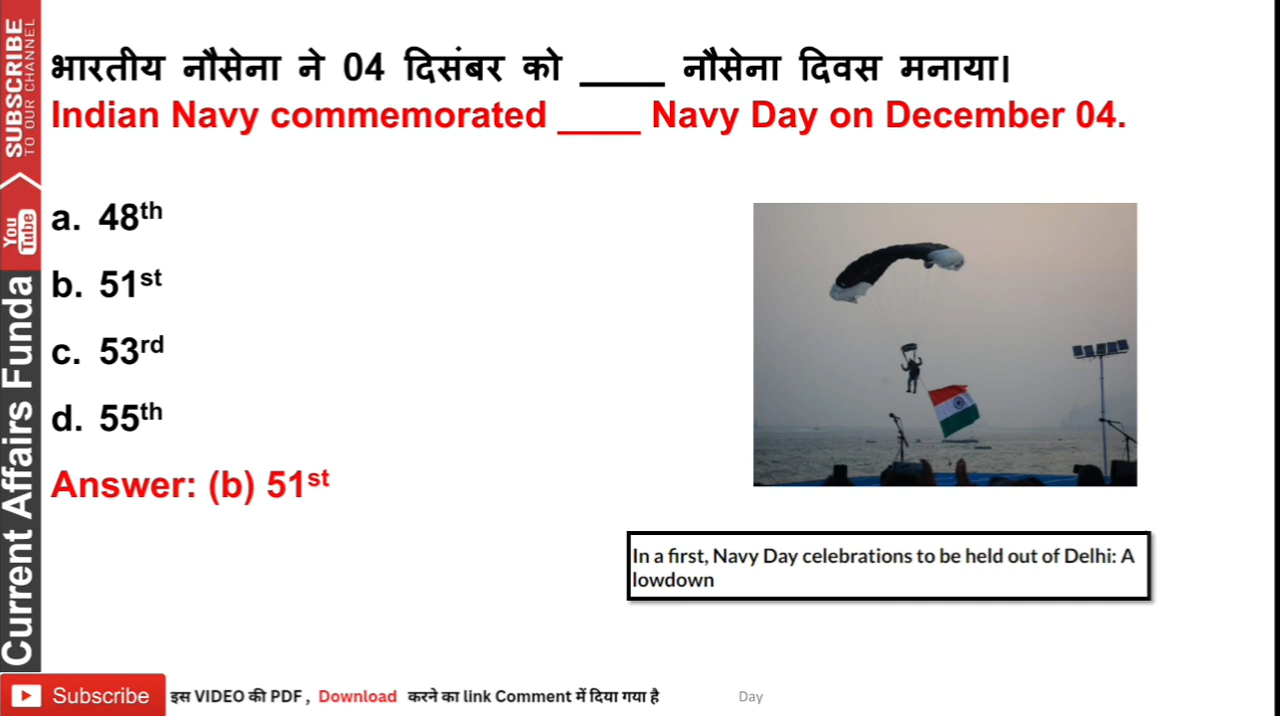 भारतीय नौसेना ने 04 दिसंबर को ____ नौसेना दिवस मनाया।
Indian Navy commemorated ____ Navy Day on December 04.
a. 48th
b. 51st
c. 53rd
d. 55th
Answer: (b) 51st
In a first, Navy Day celebrations to be held out of Delhi: A
lowdown
SUBSCRIBE
TO OUR CHANNEL
You
Tube
Current Affairs Funda
Subscribe
इस VIDEO की PDF, Download करने का link Comment में दिया गया है
Day